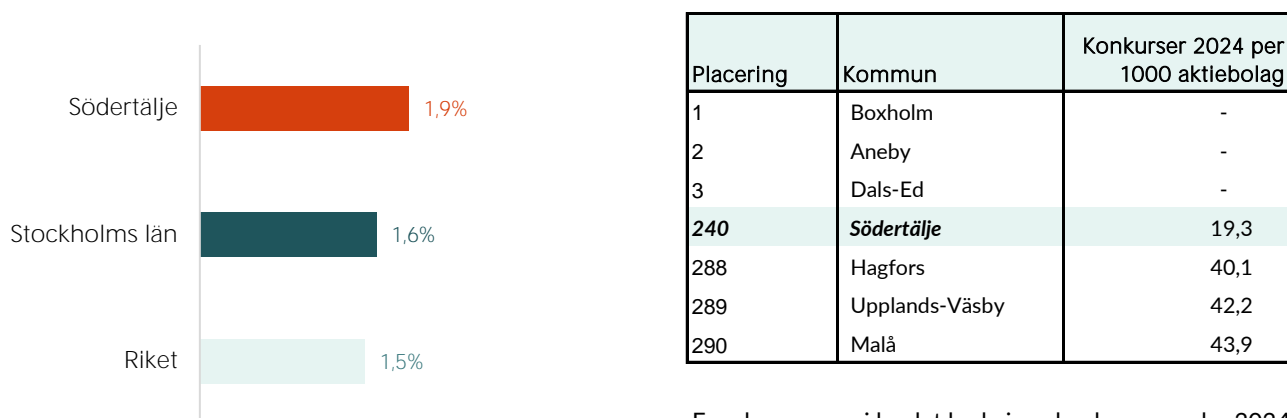 Södertälje
1,9%
Stockholms län
1,6%
Riket
1,5%
Placering Kommun Konkurser 2024 per
1000 aktiebolag
1 Boxholm -
2 Aneby -
3 Dals-Ed -
240 Södertälje 19,3
288 Hagfors 40,1
289 Upplands-Väsby 42,2
290 Malå 43,9